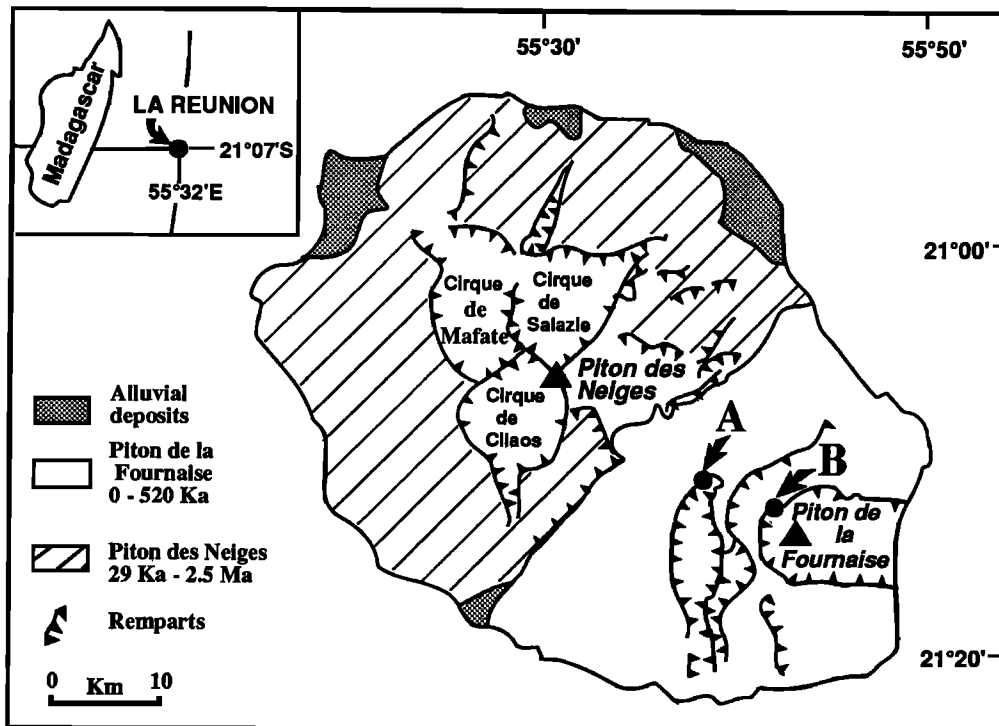 55°30'
55°50'
Madagascar
LA REUNION
21°07'S
55°32'E
21°00'
Cirque
de
Mafate
Cirque
de
Salazie
Piton des
Neiges
Cirque
de
Cilaos
A
B
Piton de
la
Fournaise
Alluvial
deposits
Piton de la
Fournaise
0 - 520 Ka
Piton des Neiges
29 Ka - 2.5 Ma
Remparts
0 Km 10
21°20'